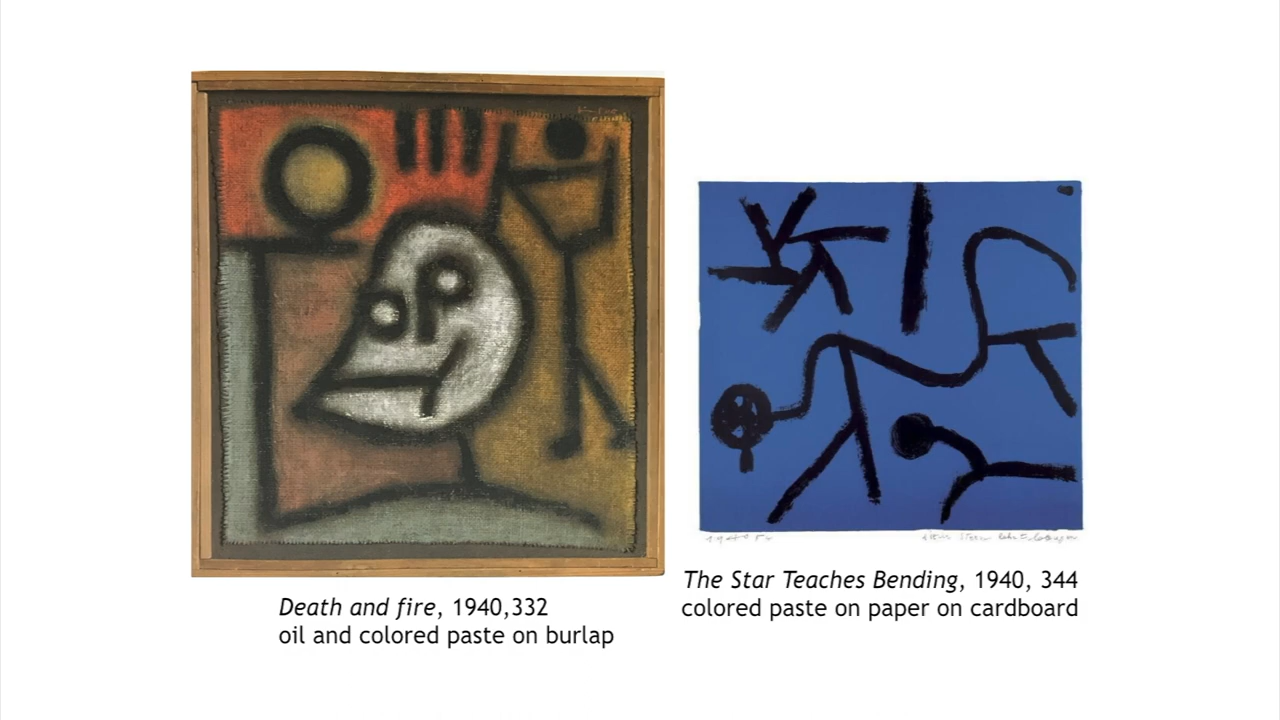 Death and fire, 1940,332
oil and colored paste on burlap
The Star Teaches Bending, 1940, 344
colored paste on paper on cardboard